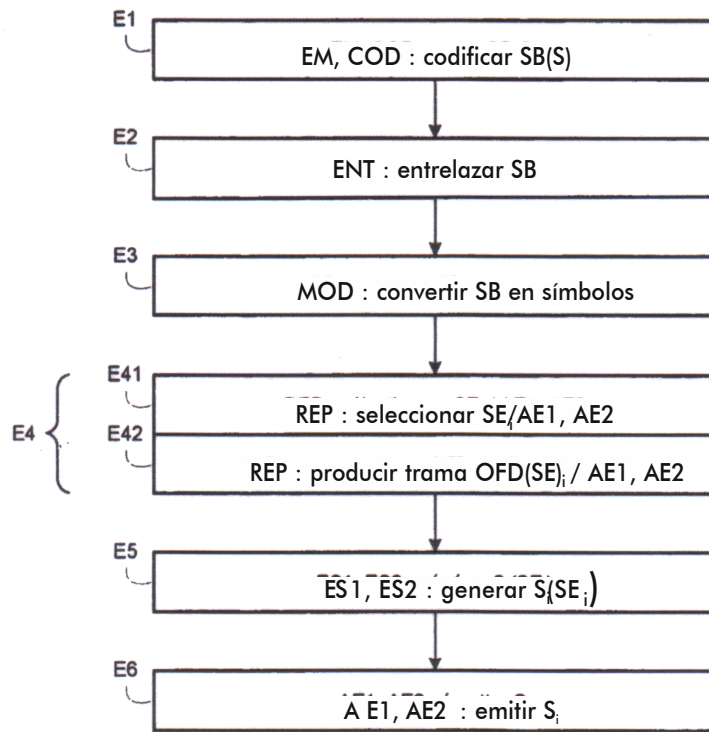 E1
EM, COD : codificar SB(S)
E2
ENT : entrelazar SB
E3
MOD : convertir SB en símbolos
E4
E41
REP : seleccionar SEi/AE1, AE2
E42
REP : producir trama OFD(SE)i / AE1, AE2
E5
ES1, ES2 : generar Si(SEi)
E6
A E1, AE2 : emitir Si